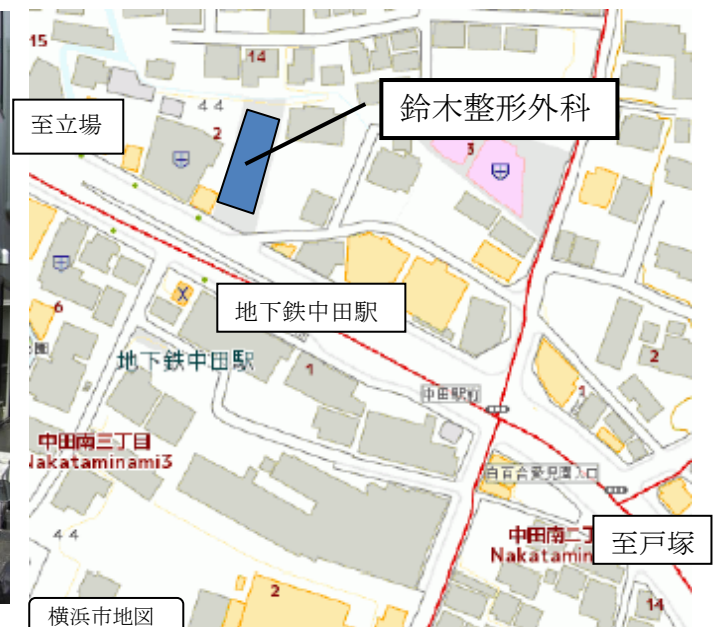 15
14
鈴木整形外科
至立場
4 4
2
3
6
地下鉄中田駅
地下鉄中田駅
1
2
中田駅前
1
中田南三丁目
Nakataminami3
白百合愛児園入口
4 4
中田南二丁
Nakatamin
至戸塚
2
14
横浜市地図